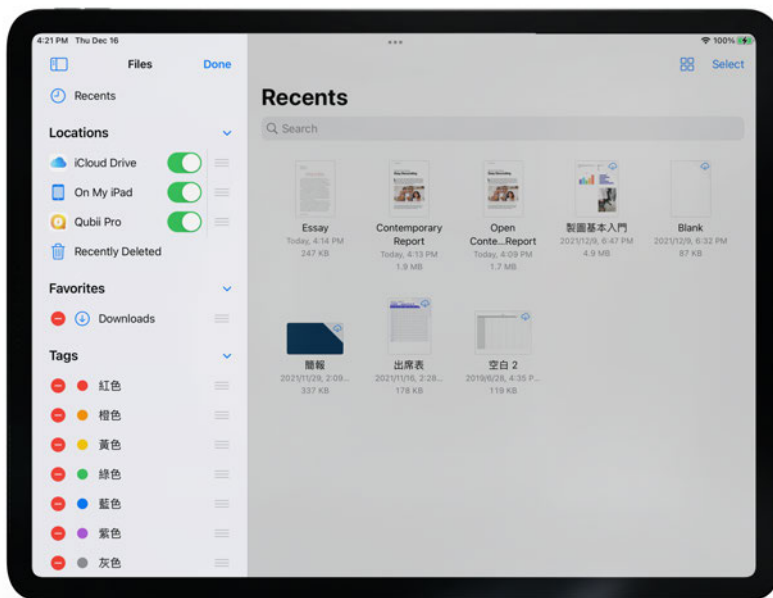 4:21 PM Thu Dec 16
100%
Files
Done
Select
Recents
Locations
iCloud Drive
On My iPad
Qubii Pro
Recently Deleted
Favorites
Downloads
Tags
紅色
橙色
黃色
綠色
藍色
紫色
灰色
Recents
Search
Essay
Today, 4:14 PM
247 KB
Contemporary
Report
Today, 4:13 PM
1.9 MB
Open
Conte...Report
Today, 4:09 PM
1.7 MB
製圖基本入門
2021/12/9, 6:47 PM
4.9 MB
Blank
2021/12/9, 6:32 PM
87 KB
簡報
2021/11/29, 2:09...
337 KB
出席表
2021/11/16, 2:28...
178 KB
空白 2
2019/6/28, 4:35 P...
119 KB